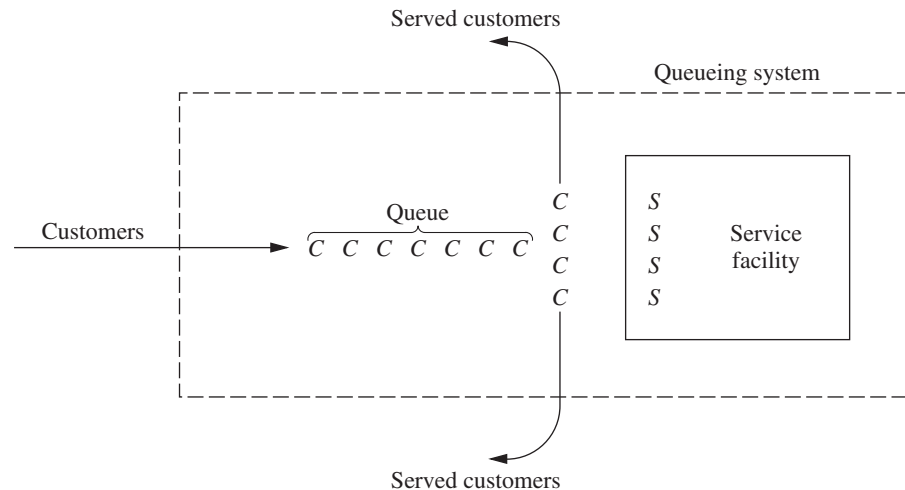 Served customers
Queueing system
C S
Queue
Customers
C C C C C C C
C S
Service
facility
C S
C S
Served customers